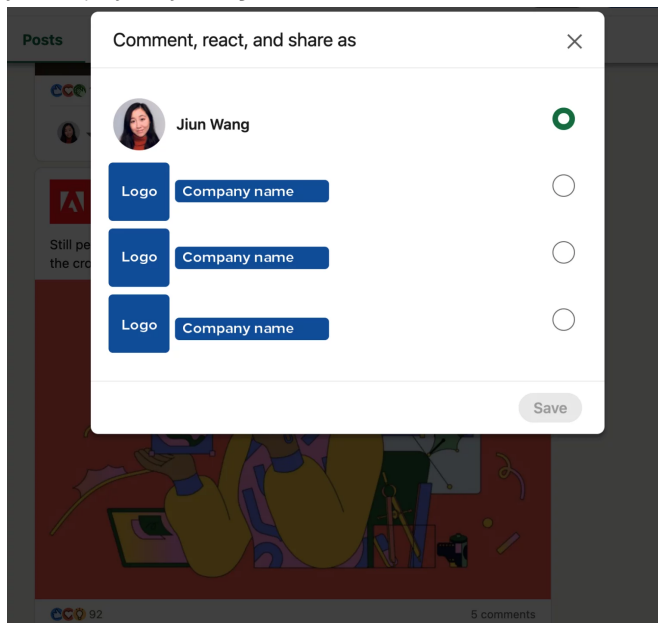 Posts
Comment, react, and share as
Jiun Wang
Logo
Company name
Logo
Company name
Logo
Company name
Still pe
the cro
Save
92
5 comments